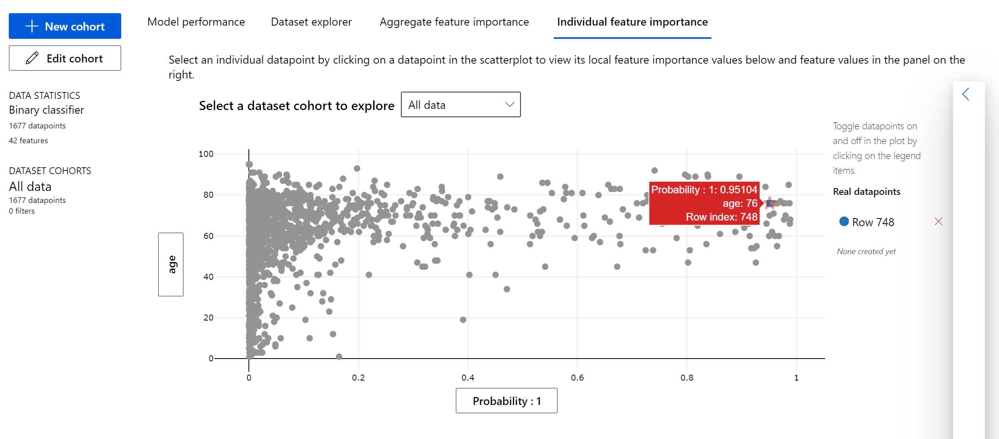 New cohort
Edit cohort
DATA STATISTICS
Binary classifier
1677 datapoints
42 features
DATASET COHORTS
All data
1677 datapoints
0 filters
Model performance
Dataset explorer
Aggregate feature importance
Individual feature importance
Select an individual datapoint by clicking on a datapoint in the scatterplot to view its local feature importance values below and feature values in the panel on the
right.
Select a dataset cohort to explore
All data
100
80
60
40
20
0
age
0
0.2
0.4
0.6
0.8
1
Probability : 1
Probability : 1: 0.95104
age: 76
Row index: 748
Toggle datapoints on
and off in the plot by
clicking on the legend
items.
Real datapoints
Row 748
None created yet